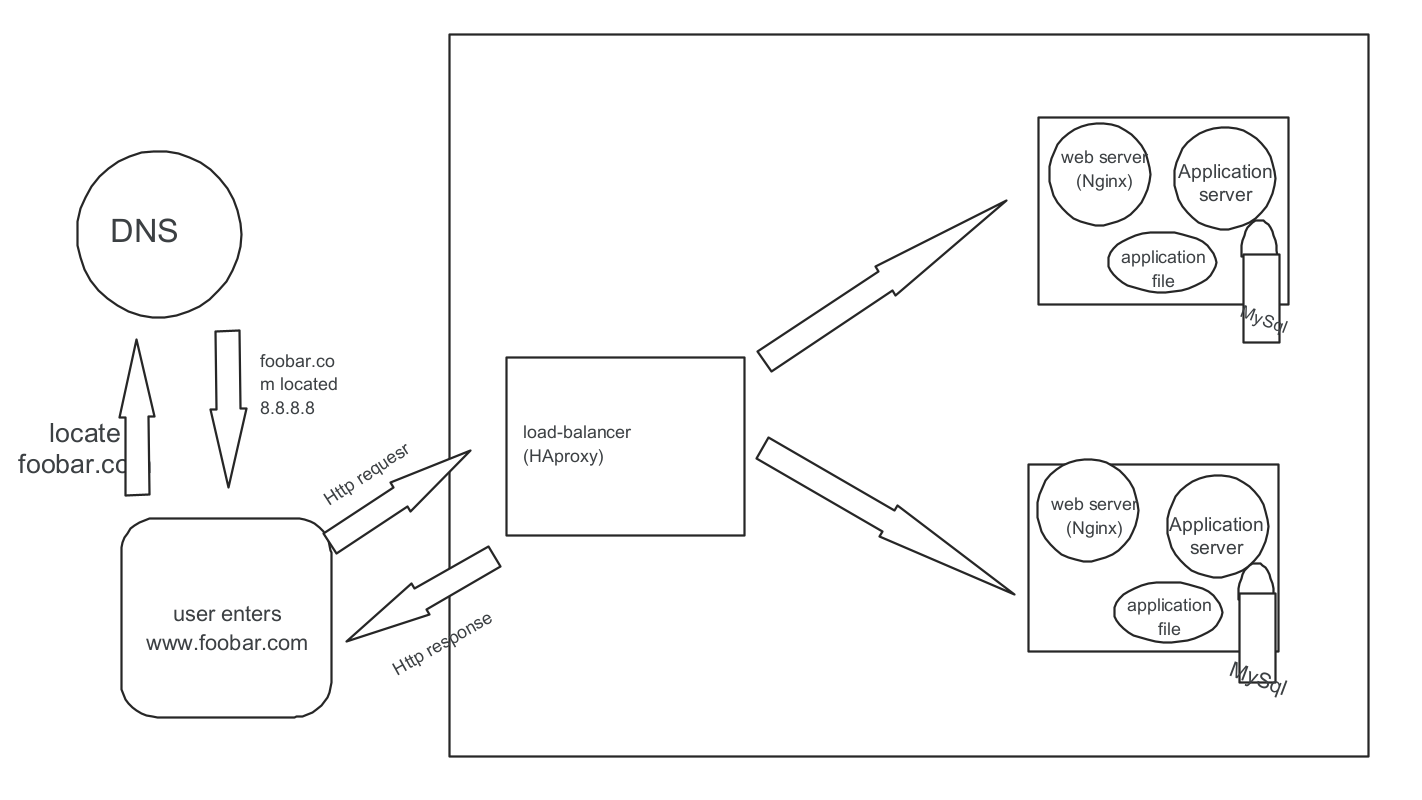 DNS
foobar.co
m located
8.8.8.8
locate
foobar.co
user enters
www.foobar.com
Http requesr
Http response
load-balancer
(HAproxy)
web server
(Nginx)
Application
server
application
file
MySql
web server
(Nginx)
Application
server
application
file
MySql